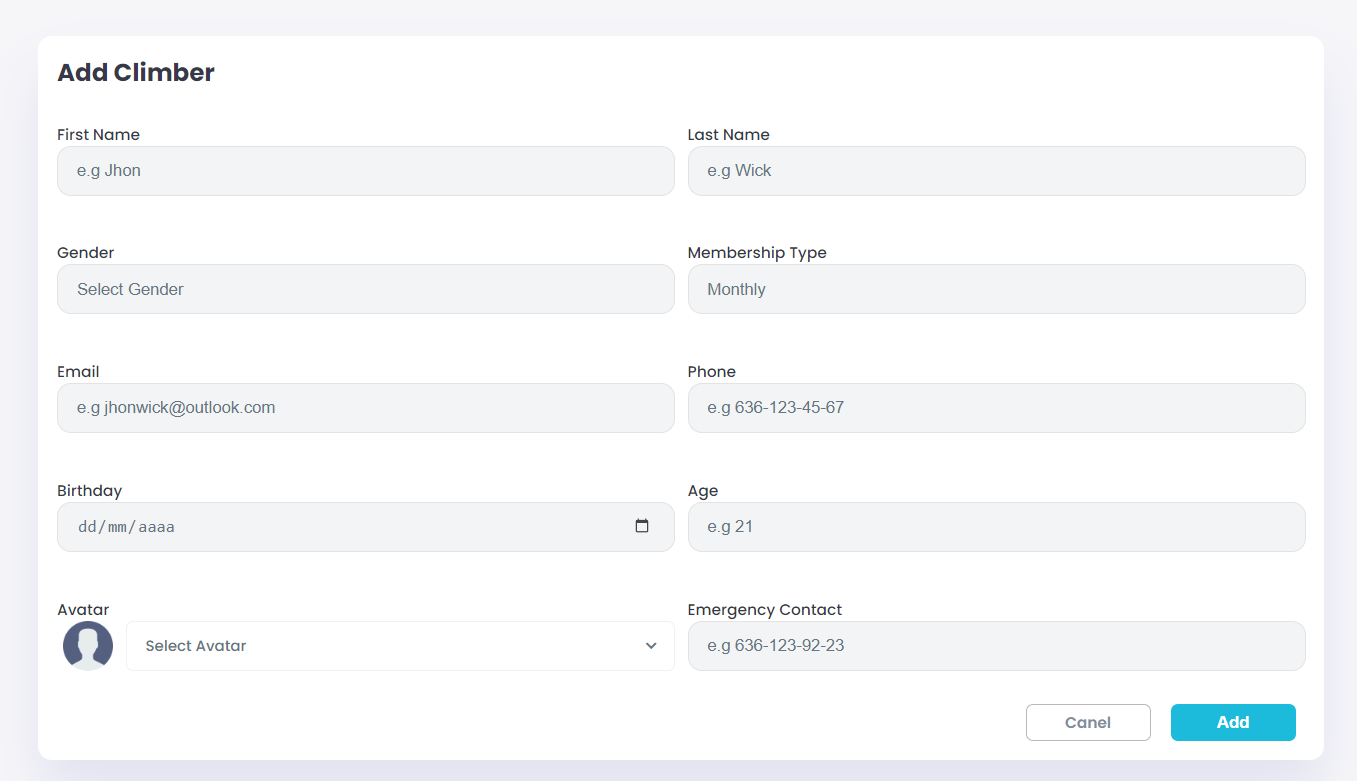 Add Climber
First Name
Last Name
e.g Jhon
e.g Wick
Gender
Membership Type
Select Gender
Monthly
Email
Phone
e.g jhonwick@outlook.com
e.g 636-123-45-67
Birthday
Age
dd/mm/aaaa
e.g 21
Avatar
Emergency Contact
Select Avatar
e.g 636-123-92-23
Canel
Add